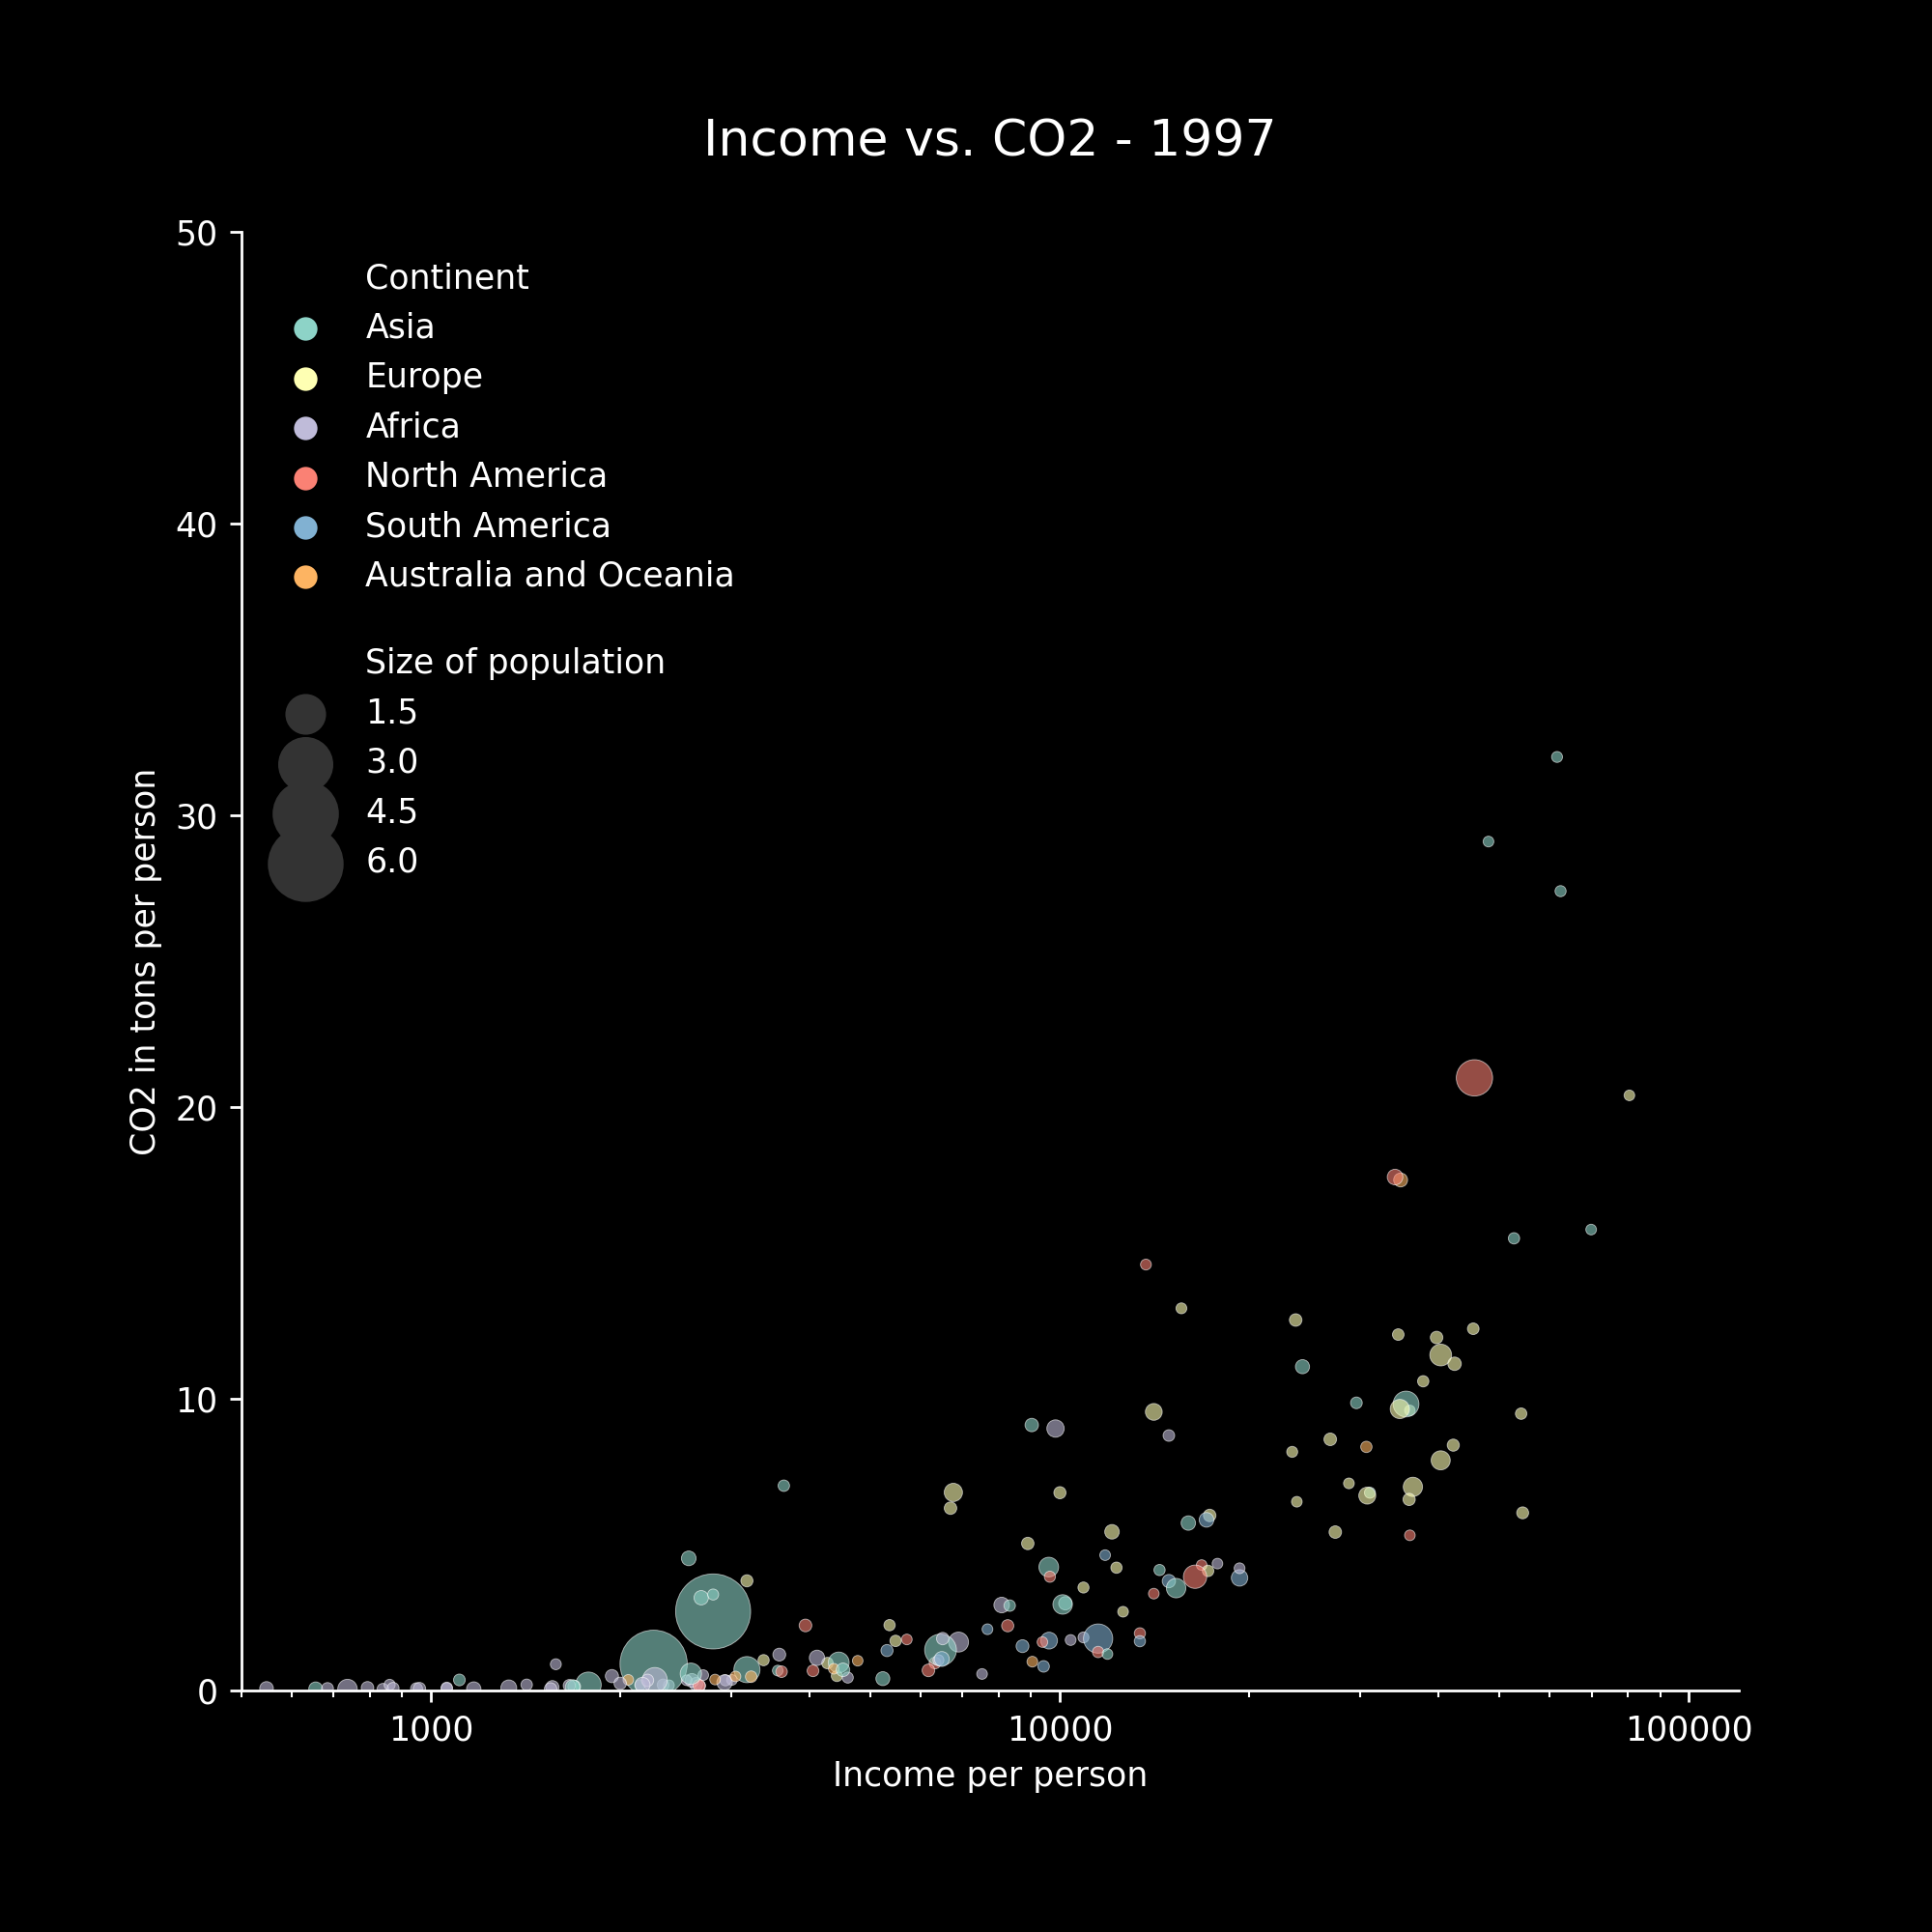 Income vs. CO2 - 1997
50
40
30
20
10
0
CO2 in tons per person
Continent
Asia
Europe
Africa
North America
South America
Australia and Oceania
Size of population
1.5
3.0
4.5
6.0
1000
10000
100000
Income per person